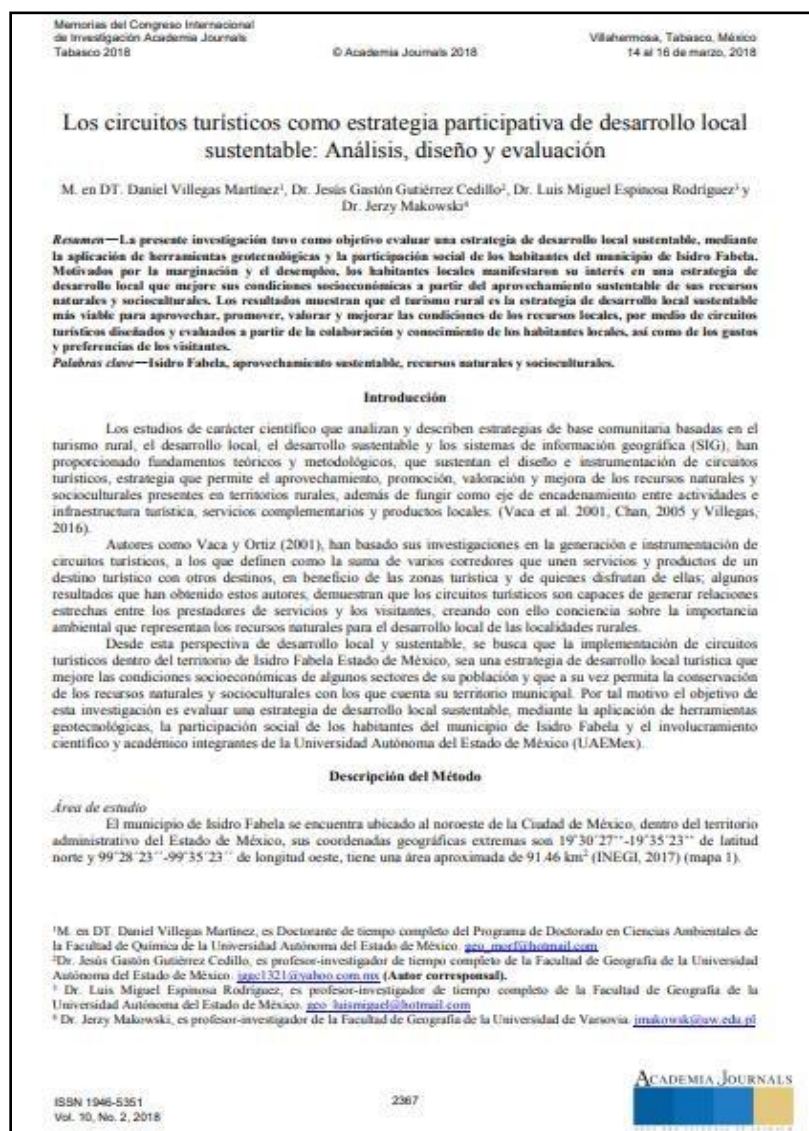 Memorias del Congreso Internacional
de Investigación Academia Journals
Tabasco 2018
© Academia Journals 2018
Villahermosa, Tabasco, México
14 al 16 de marzo, 2018
Los circuitos turísticos como estrategia participativa de desarrollo local
sustentable: Análisis, diseño y evaluación
M. en DT. Daniel Villegas Martínez¹, Dr. Jesús Gastón Gutiérrez Cedillo², Dr. Luis Miguel Espinosa Rodríguez³ y
Dr. Jerzy Makowski⁴
Resumen—La presente investigación tuvo como objetivo evaluar una estrategia de desarrollo local sustentable, mediante
la aplicación de herramientas geotecnológicas y la participación social de los habitantes del municipio de Isidro Fabela.
Motivados por la marginación y el desempleo, los habitantes locales manifestaron su interés en una estrategia de
desarrollo local que mejore sus condiciones socioeconómicas a partir del aprovechamiento sustentable de sus recursos
naturales y socioculturales. Los resultados muestran que el turismo rural es la estrategia de desarrollo local sustentable
más viable para aprovechar, promover, valorar y mejorar las condiciones de los recursos locales, por medio de circuitos
turísticos diseñados y evaluados a partir de la colaboración y conocimiento de los habitantes locales, así como de los gustos
y preferencias de los visitantes.
Palabras clave—Isidro Fabela, aprovechamiento sustentable, recursos naturales y socioculturales.
Introducción
Los estudios de carácter científico que analizan y describen estrategias de base comunitaria basadas en el
turismo rural, el desarrollo local, el desarrollo sustentable y los sistemas de información geográfica (SIG), han
proporcionado fundamentos teóricos y metodológicos, que sustentan el diseño e instrumentación de circuitos
turísticos, estrategia que permite el aprovechamiento, promoción, valoración y mejora de los recursos naturales y
socioculturales presentes en territorios rurales, además de fungir como eje de encadenamiento entre actividades e
infraestructura turística, servicios complementarios y productos locales. (Vaca et al. 2001, Chan, 2005 y Villegas,
2016).
Autores como Vaca y Ortiz (2001), han basado sus investigaciones en la generación e instrumentación de
circuitos turísticos, a los que definen como la suma de varios corredores que unen servicios y productos de un
destino turístico con otros destinos, en beneficio de las zonas turística y de quienes disfrutan de ellas; algunos
resultados que han obtenido estos autores, demuestran que los circuitos turísticos son capaces de generar relaciones
estrechas entre los prestadores de servicios y los visitantes, creando con ello conciencia sobre la importancia
ambiental que representan los recursos naturales para el desarrollo local de las localidades rurales.
Desde esta perspectiva de desarrollo local y sustentable, se busca que la implementación de circuitos
turísticos dentro del territorio de Isidro Fabela Estado de México, sea una estrategia de desarrollo local turística que
mejore las condiciones socioeconómicas de algunos sectores de su población y que a su vez permita la conservación
de los recursos naturales y socioculturales con los que cuenta su territorio municipal. Por tal motivo el objetivo de
esta investigación es evaluar una estrategia de desarrollo local sustentable, mediante la aplicación de herramientas
geotecnológicas, la participación social de los habitantes del municipio de Isidro Fabela y el involucramiento
científico y académico integrantes de la Universidad Autónoma del Estado de México (UAEMex).
Descripción del Método
Área de estudio
El municipio de Isidro Fabela se encuentra ubicado al noroeste de la Ciudad de México, dentro del territorio
administrativo del Estado de México, sus coordenadas geográficas extremas son 19°30´27´´-19°35´23´´ de latitud
norte y 99°28´23´´-99°35´23´´ de longitud oeste, tiene una área aproximada de 91.46 km² (INEGI, 2017) (mapa 1).
¹M. en DT. Daniel Villegas Martínez, es Doctorante de tiempo completo del Programa de Doctorado en Ciencias Ambientales de
la Facultad de Química de la Universidad Autónoma del Estado de México. geo_morf@hotmail.com
²Dr. Jesús Gastón Gutiérrez Cedillo, es profesor-investigador de tiempo completo de la Facultad de Geografía de la Universidad
Autónoma del Estado de México. jggc1321@yahoo.com.mx (Autor corresponsal).
³ Dr. Luis Miguel Espinosa Rodríguez, es profesor-investigador de tiempo completo de la Facultad de Geografía de la
Universidad Autónoma del Estado de México. geo_luismiguel@hotmail.com
⁴ Dr. Jerzy Makowski, es profesor-investigador de la Facultad de Geografía de la Universidad de Varsovia. jmakowsk@uw.edu.pl
ISSN 1946-5351
Vol. 10, No. 2, 2018
2367
ACADEMIA JOURNALS